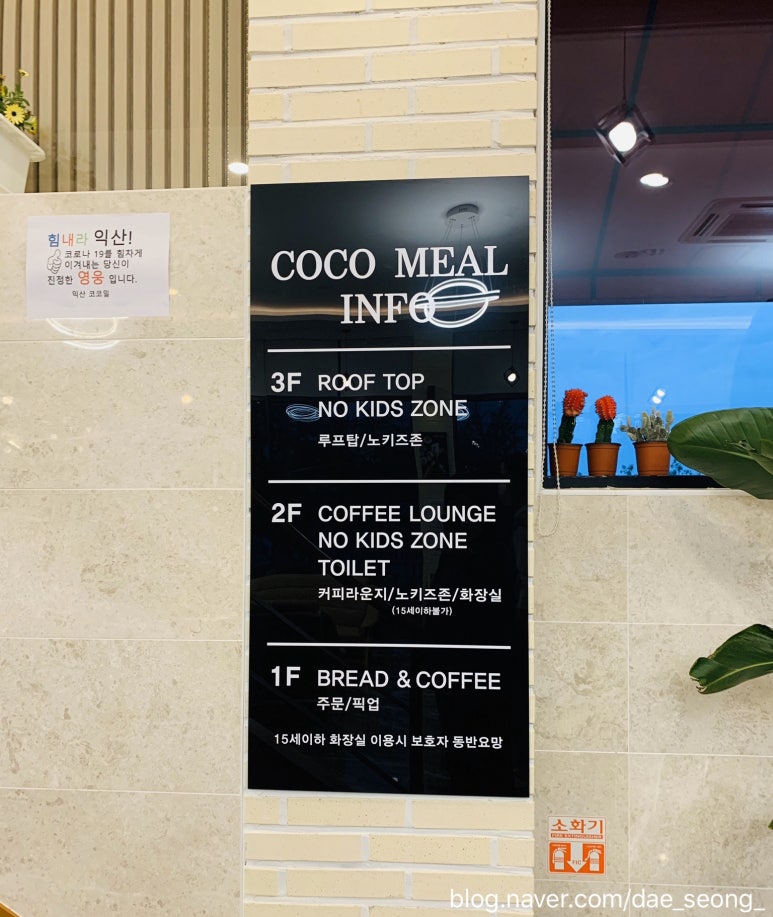 힘내라 익산!
코로나 19를 힘차게
이겨내는 당신이
진정한 영웅 입니다.
익산 코코밀
COCO MEAL
INFO
3F ROOF TOP
NO KIDS ZONE
루프탑/노키즈존
2F COFFEE LOUNGE
NO KIDS ZONE
TOILET
커피라운지/노키즈존/화장실
(15세이하불가)
1F BREAD & COFFEE
주문/픽업
15세이하 화장실 이용시 보호자 동반요망
소화기
FIRE EXTINGUISHER
blog.naver.com/dae_seong_